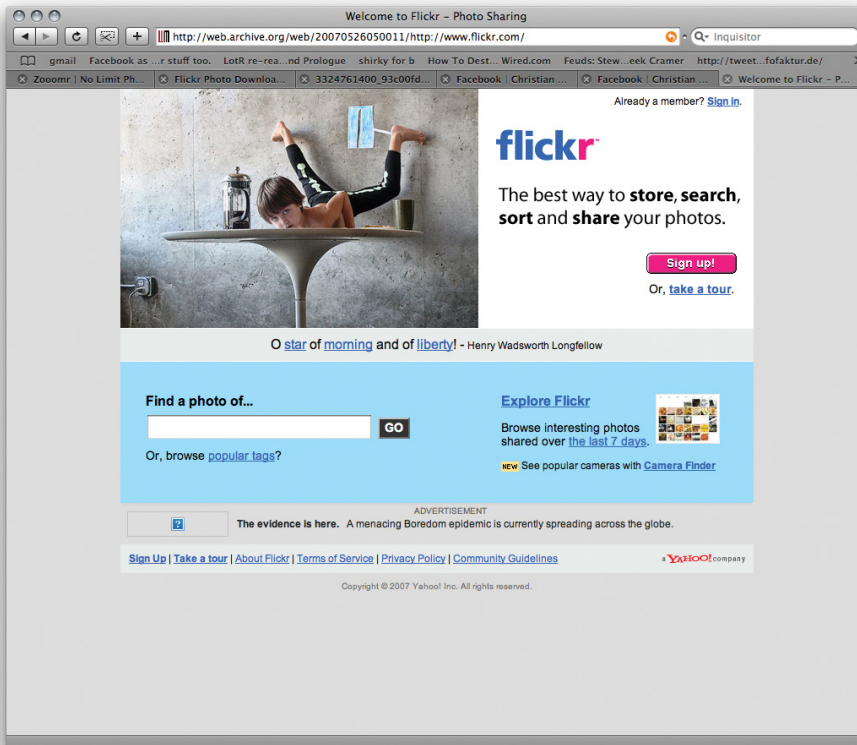 Welcome to Flickr – Photo Sharing
http://web.archive.org/web/20070526050011/http://www.flickr.com/
Inquisitor
gmail Facebook as ...r stuff too. LotR re-rea...nd Prologue shirky for b How To Dest... Wired.com Feuds: Stew...eek Cramer http://tweet...fofaktur.de/
Zooomr | No Limit Ph... Flickr Photo Downloa... 3324761400_93c00fd... Facebook | Christian ... Facebook | Christian ... Welcome to Flickr – P...
Already a member? Sign in.
flickr
The best way to store, search,
sort and share your photos.
Sign up!
Or, take a tour.
O star of morning and of liberty! - Henry Wadsworth Longfellow
Find a photo of...
GO
Or, browse popular tags?
Explore Flickr
Browse interesting photos
shared over the last 7 days.
NEW See popular cameras with Camera Finder
ADVERTISEMENT
The evidence is here. A menacing Boredom epidemic is currently spreading across the globe.
Sign Up | Take a tour | About Flickr | Terms of Service | Privacy Policy | Community Guidelines
a YAHOO! company
Copyright © 2007 Yahoo! Inc. All rights reserved.